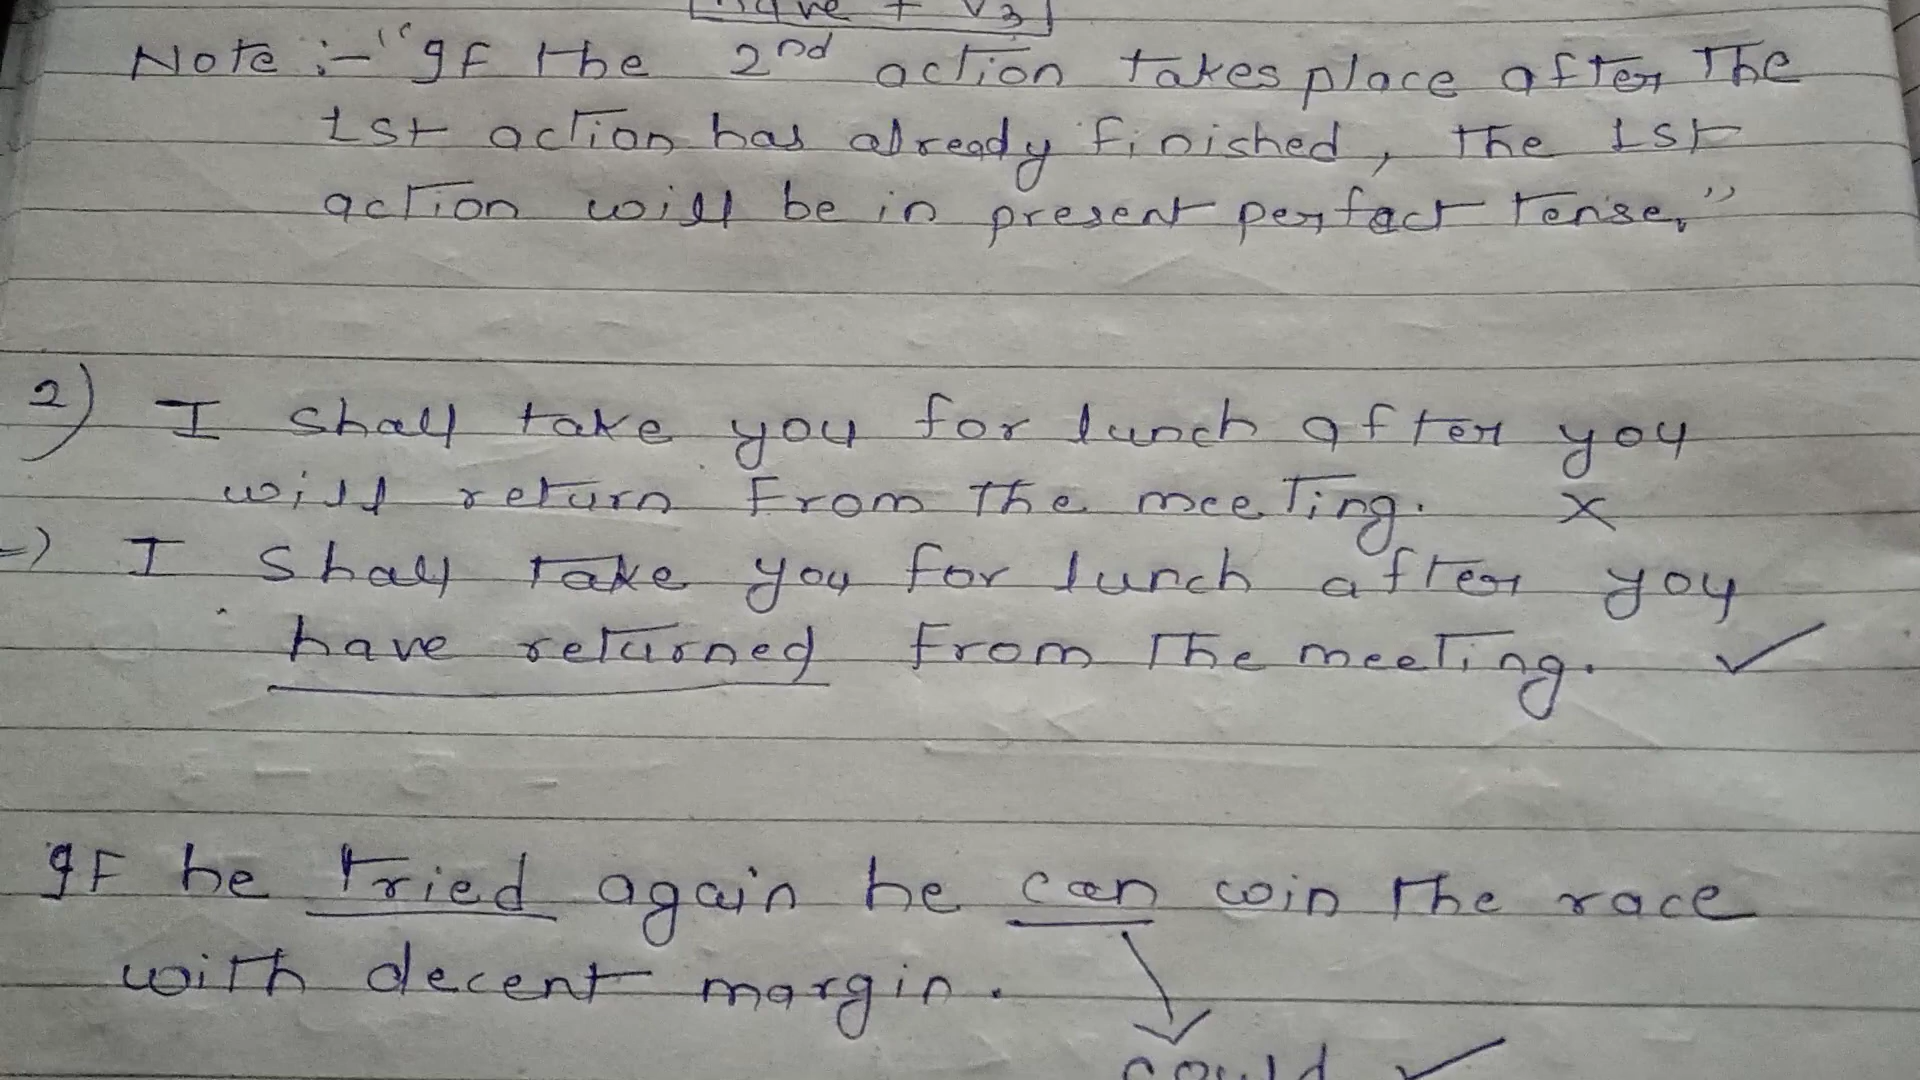 have + V3
Note :- "If the 2nd action takes place after the
1st action has already finished, the 1st
action will be in present perfect tense."
2) I shall take you for lunch after you
will return from the meeting. x
=) I shall take you for lunch after you
have returned from the meeting. ✓
If he tried again he can win the race
with decent margin.
could ✓